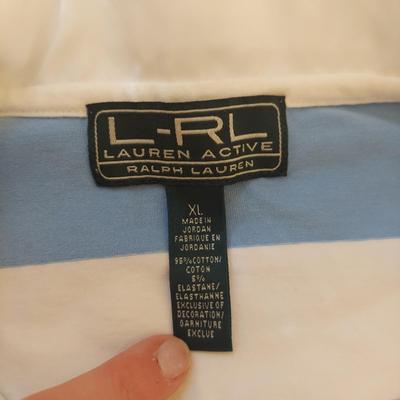 L-RL
LAUREN ACTIVE
RALPH LAUREN
XL
MADE IN
JORDAN
FABRIQUE EN
JORDANIE
95%COTTON/
COTON
5%
ELASTANE/
ELASTHANNE
EXCLUSIVE OF
DECORATION/
GARNITURE
EXCLUE